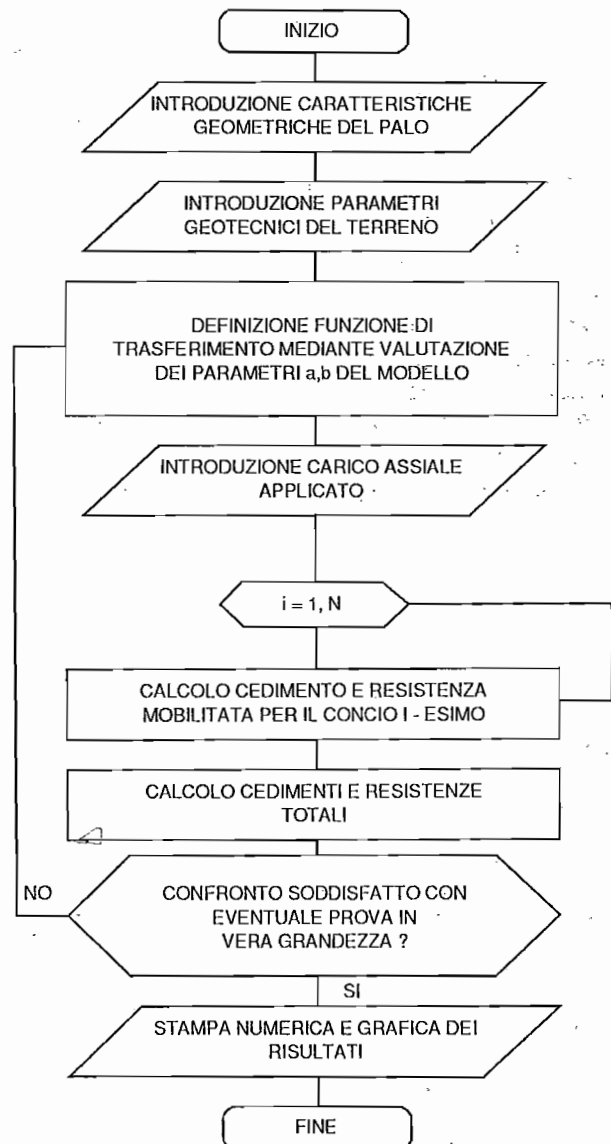 INIZIO
INTRODUZIONE CARATTERISTICHE
GEOMETRICHE DEL PALO
INTRODUZIONE PARAMETRI
GEOTECNICI DEL TERRENO
DEFINIZIONE FUNZIONE DI
TRASFERIMENTO MEDIANTE VALUTAZIONE
DEI PARAMETRI a,b DEL MODELLO
INTRODUZIONE CARICO ASSIALE
APPLICATO
i = 1, N
CALCOLO CEDIMENTO E RESISTENZA
MOBILITATA PER IL CONCIO I - ESIMO
CALCOLO CEDIMENTI E RESISTENZE
TOTALI
NO
CONFRONTO SODDISFATTO CON
EVENTUALE PROVA IN
VERA GRANDEZZA ?
SI
STAMPA NUMERICA E GRAFICA DEI
RISULTATI
FINE